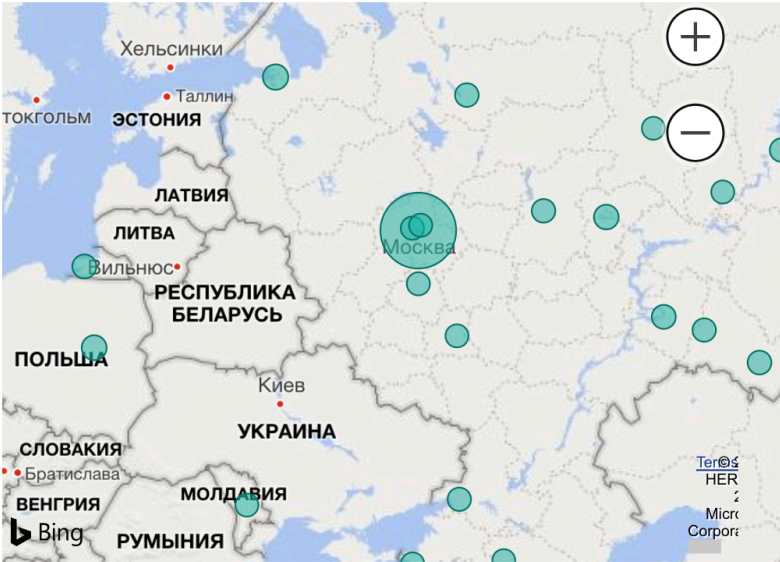 Хельсинки
Таллин
токгольм
ЭСТОНИЯ
ЛАТВИЯ
ЛИТВА
Москва
Вильнюс
РЕСПУБЛИКА
БЕЛАРУСЬ
ПОЛЬША
Киев
УКРАИНА
СЛОВАКИЯ
Братислава
МОЛДАВИЯ
ВЕНГРИЯ
РУМЫНИЯ
Bing
Terms
HER
Micro
Corpora